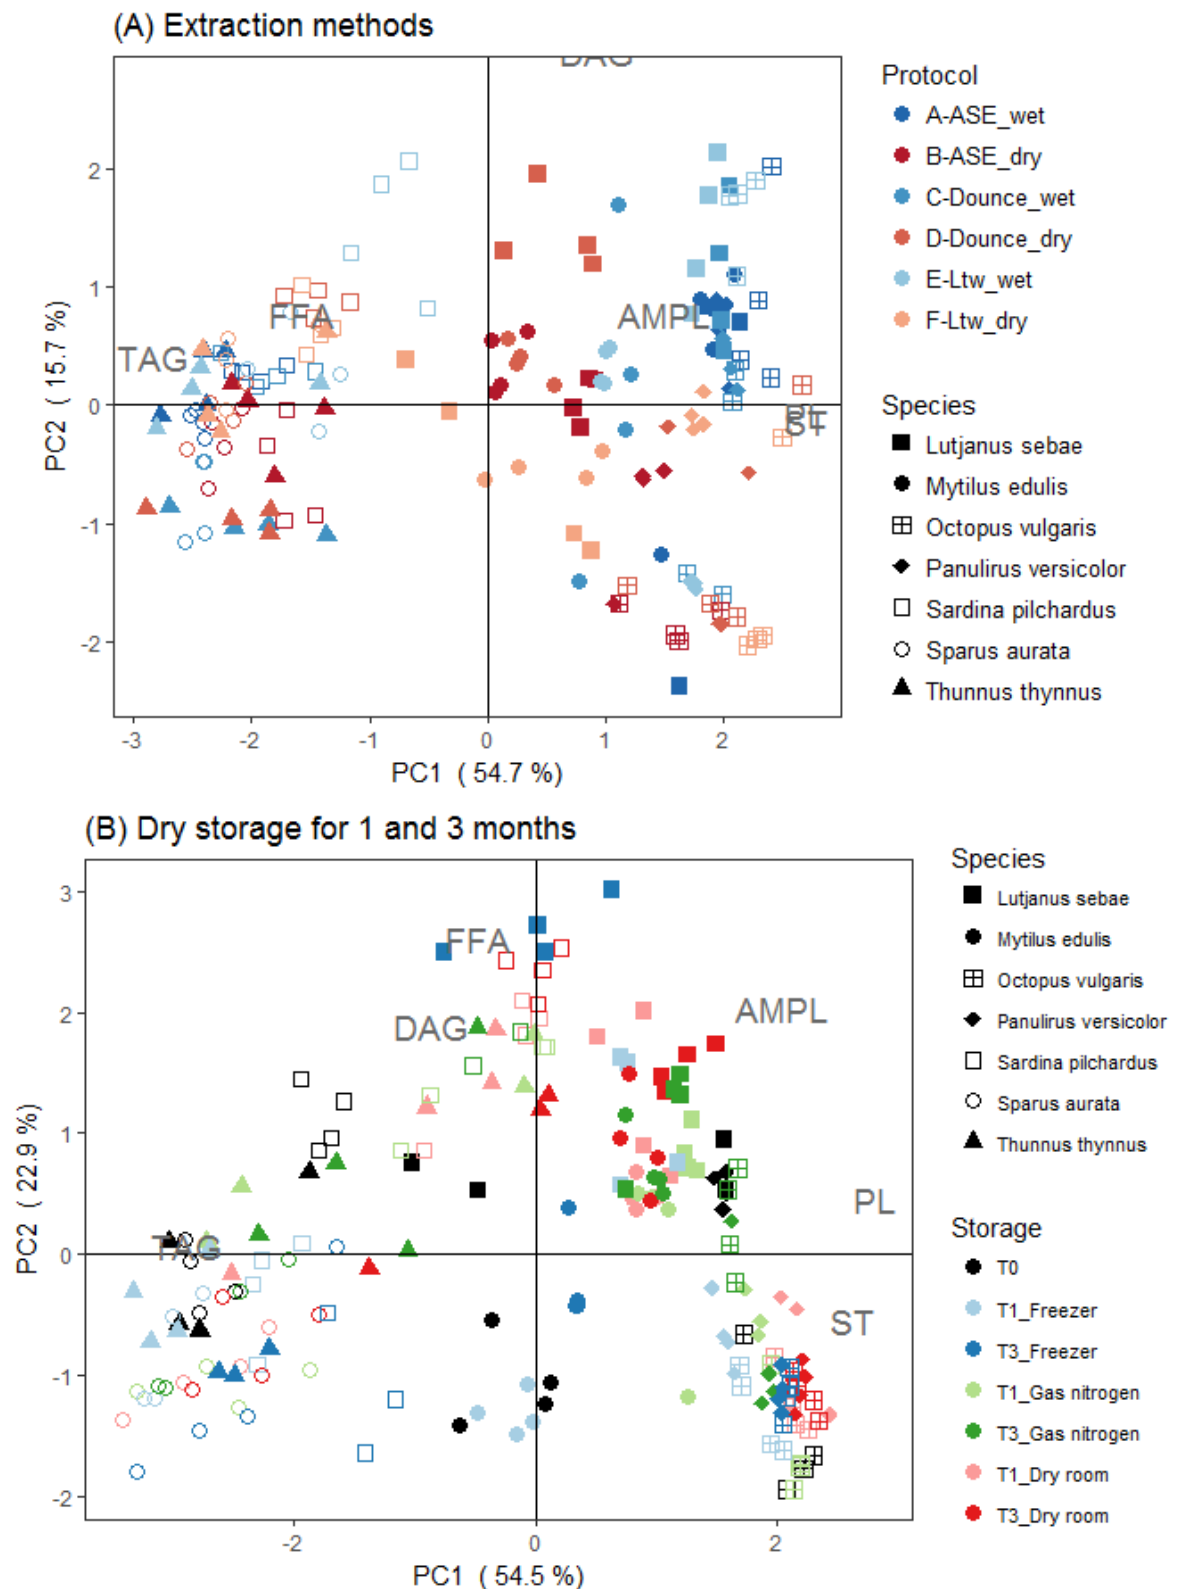 (A) Extraction methods
DAG
FFA
TAG
AMPL
ST
2
1
0
-1
-2
PC2 ( 15.7 %)
-3
-2
-1
0
1
2
PC1 ( 54.7 %)
Protocol
A-ASE_wet
B-ASE_dry
C-Dounce_wet
D-Dounce_dry
E-Ltw_wet
F-Ltw_dry
Species
Lutjanus sebae
Mytilus edulis
Octopus vulgaris
Panulirus versicolor
Sardina pilchardus
Sparus aurata
Thunnus thynnus
(B) Dry storage for 1 and 3 months
FFA
DAG
AMPL
PL
TAG
ST
3
2
1
0
-1
-2
PC2 ( 22.9 %)
-2
0
2
PC1 ( 54.5 %)
Species
Lutjanus sebae
Mytilus edulis
Octopus vulgaris
Panulirus versicolor
Sardina pilchardus
Sparus aurata
Thunnus thynnus
Storage
T0
T1_Freezer
T3_Freezer
T1_Gas nitrogen
T3_Gas nitrogen
T1_Dry room
T3_Dry room